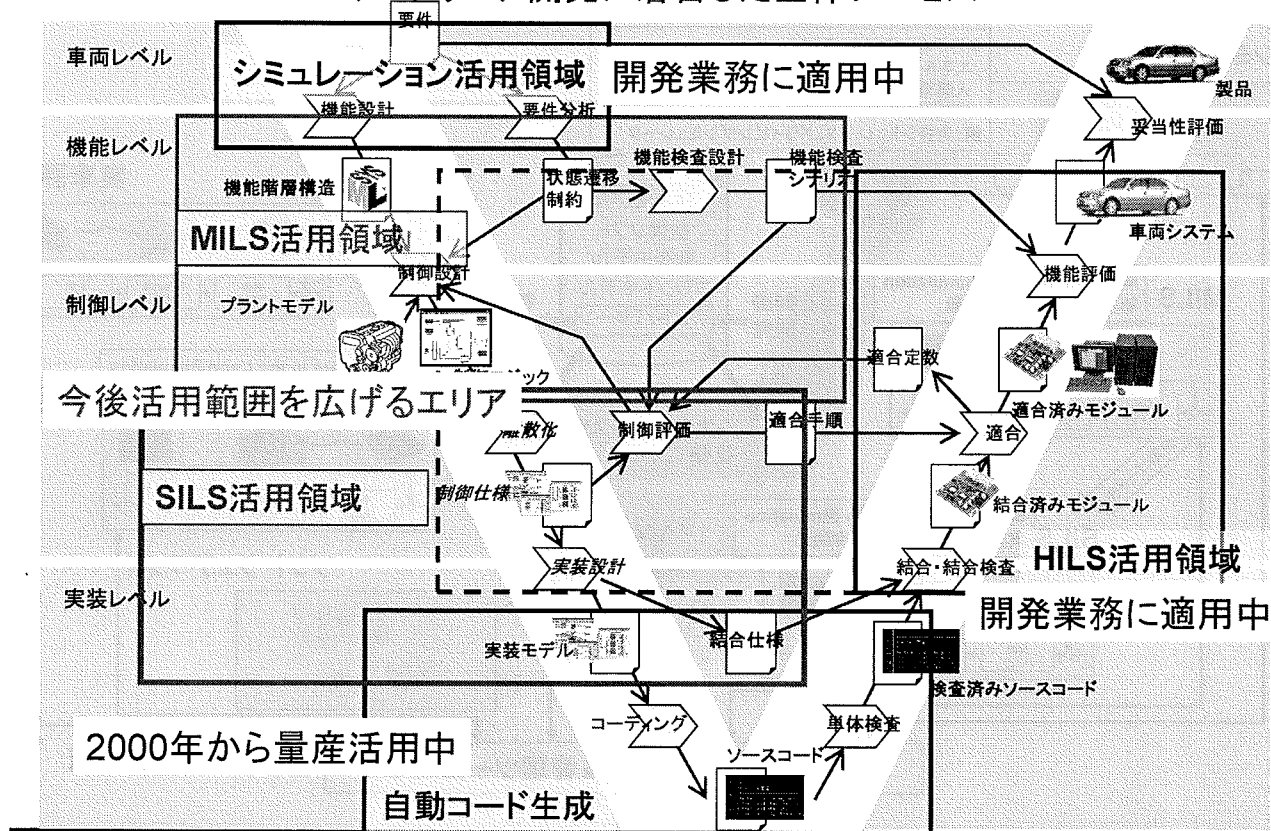 要件
車両レベル
シミュレーション活用領域
開発業務に適用中
製品
機能設計
要件分析
妥当性評価
機能レベル
機能検査設計
機能検査
シナリオ
機能階層構造
状態遷移
制約
MILS活用領域
車両システム
制御設計
機能評価
制御レベル
プラントモデル
適合定数
今後活用範囲を広げるエリア
適合済みモジュール
制御評価
適合手順
適合
SILS活用領域
制御仕様
結合済みモジュール
実装設計
結合・結合検査
HILS活用領域
実装レベル
開発業務に適用中
実装モデル
結合仕様
検査済みソースコード
コーディング
単体検査
2000年から量産活用中
ソースコード
自動コード生成